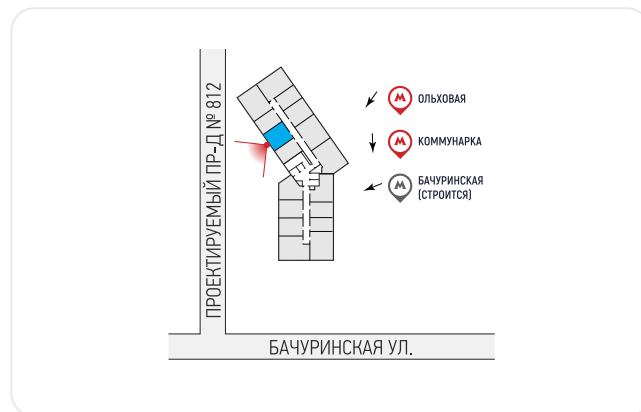 ПРОЕКТИРУЕМЫЙ ПР-Д № 812
ОЛЬХОВАЯ
КОММУНАРКА
БАЧУРИНСКАЯ
(СТРОИТСЯ)
БАЧУРИНСКАЯ УЛ.